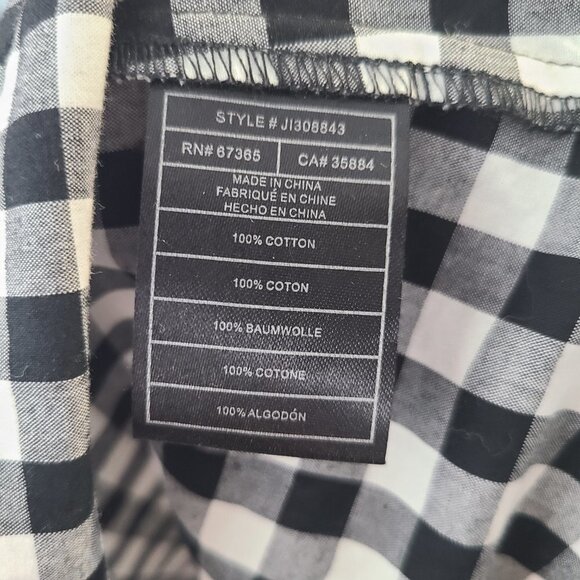 STYLE # JI308843
RN# 67365 CA# 35884
MADE IN CHINA
FABRIQUÉ EN CHINE
HECHO EN CHINA
100% COTTON
100% COTON
100% BAUMWOLLE
100% COTONE
100% ALGODÓN